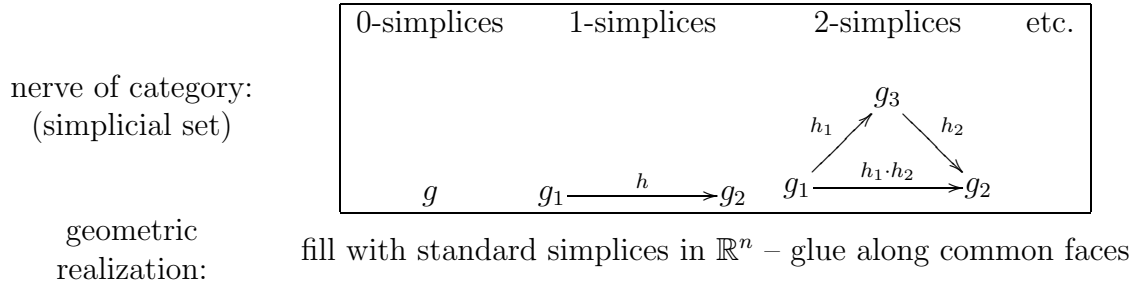 0-simplices 1-simplices 2-simplices etc.
nerve of category:
(simplicial set)
g₃
h₁ h₂
g g₁ h g₂ g₁ h₁·h₂ g₂
geometric
realization:
fill with standard simplices in ℝⁿ – glue along common faces